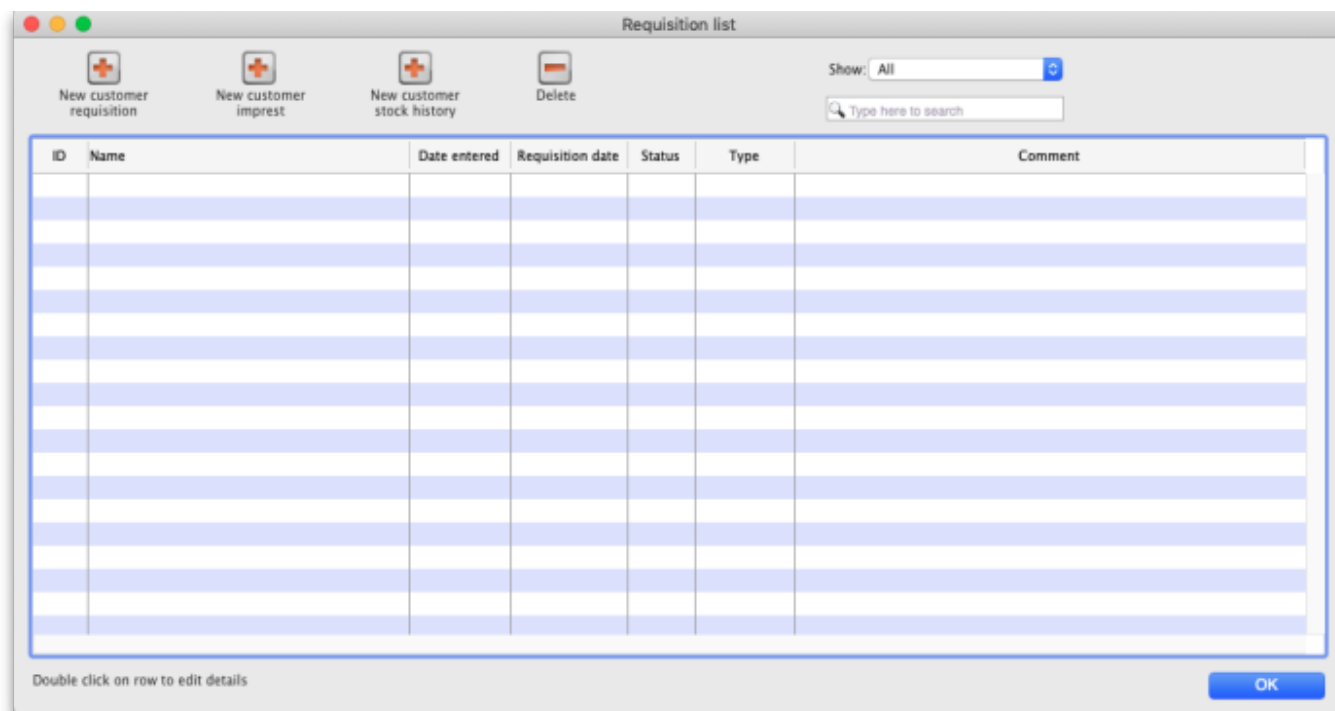 Requisition list
New customer
requisition
New customer
imprest
New customer
stock history
Delete
Show: All
Type here to search
ID Name Date entered Requisition date Status Type Comment
Double click on row to edit details
OK